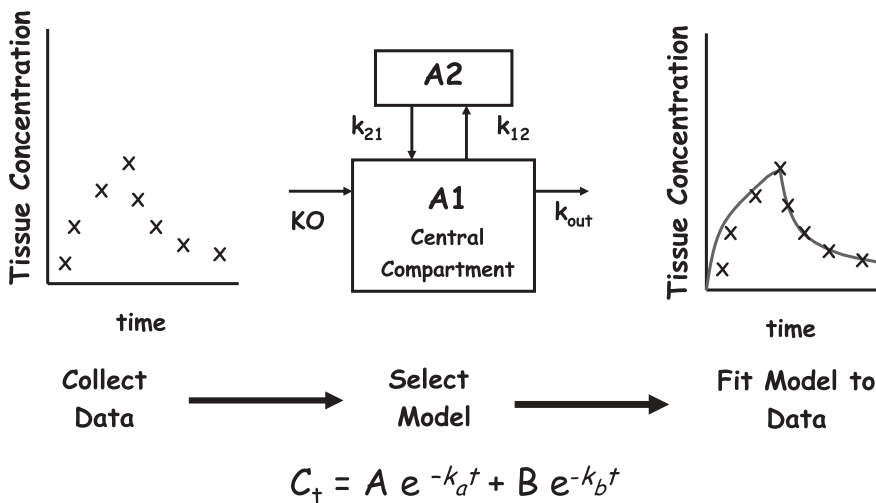 Tissue Concentration
time
A2
k21
k12
KO
A1
Central
Compartment
kout
Tissue Concentration
time
Collect
Data
Select
Model
Fit Model to
Data
Cₜ = A e ^-kₐt + B e^-k_bt